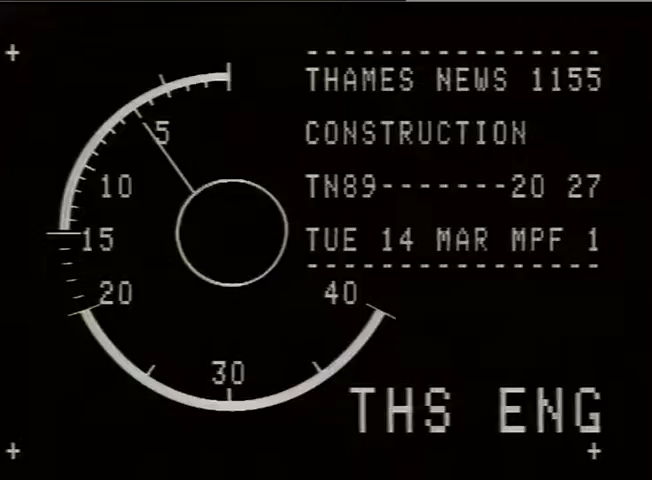 THAMES NEWS 1155
CONSTRUCTION
TN89-------20 27
TUE 14 MAR MPF 1
5
10
15
20
30
40
THS ENG